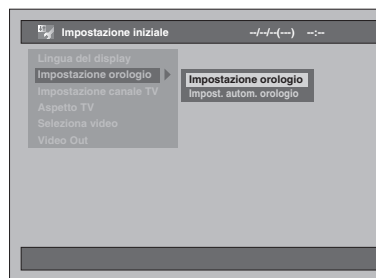 Impostazione iniziale --/--/--(---) --:--
Lingua del display
Impostazione orologio
Impostazione canale TV
Aspetto TV
Seleziona video
Video Out
Impostazione orologio
Impost. autom. orologio